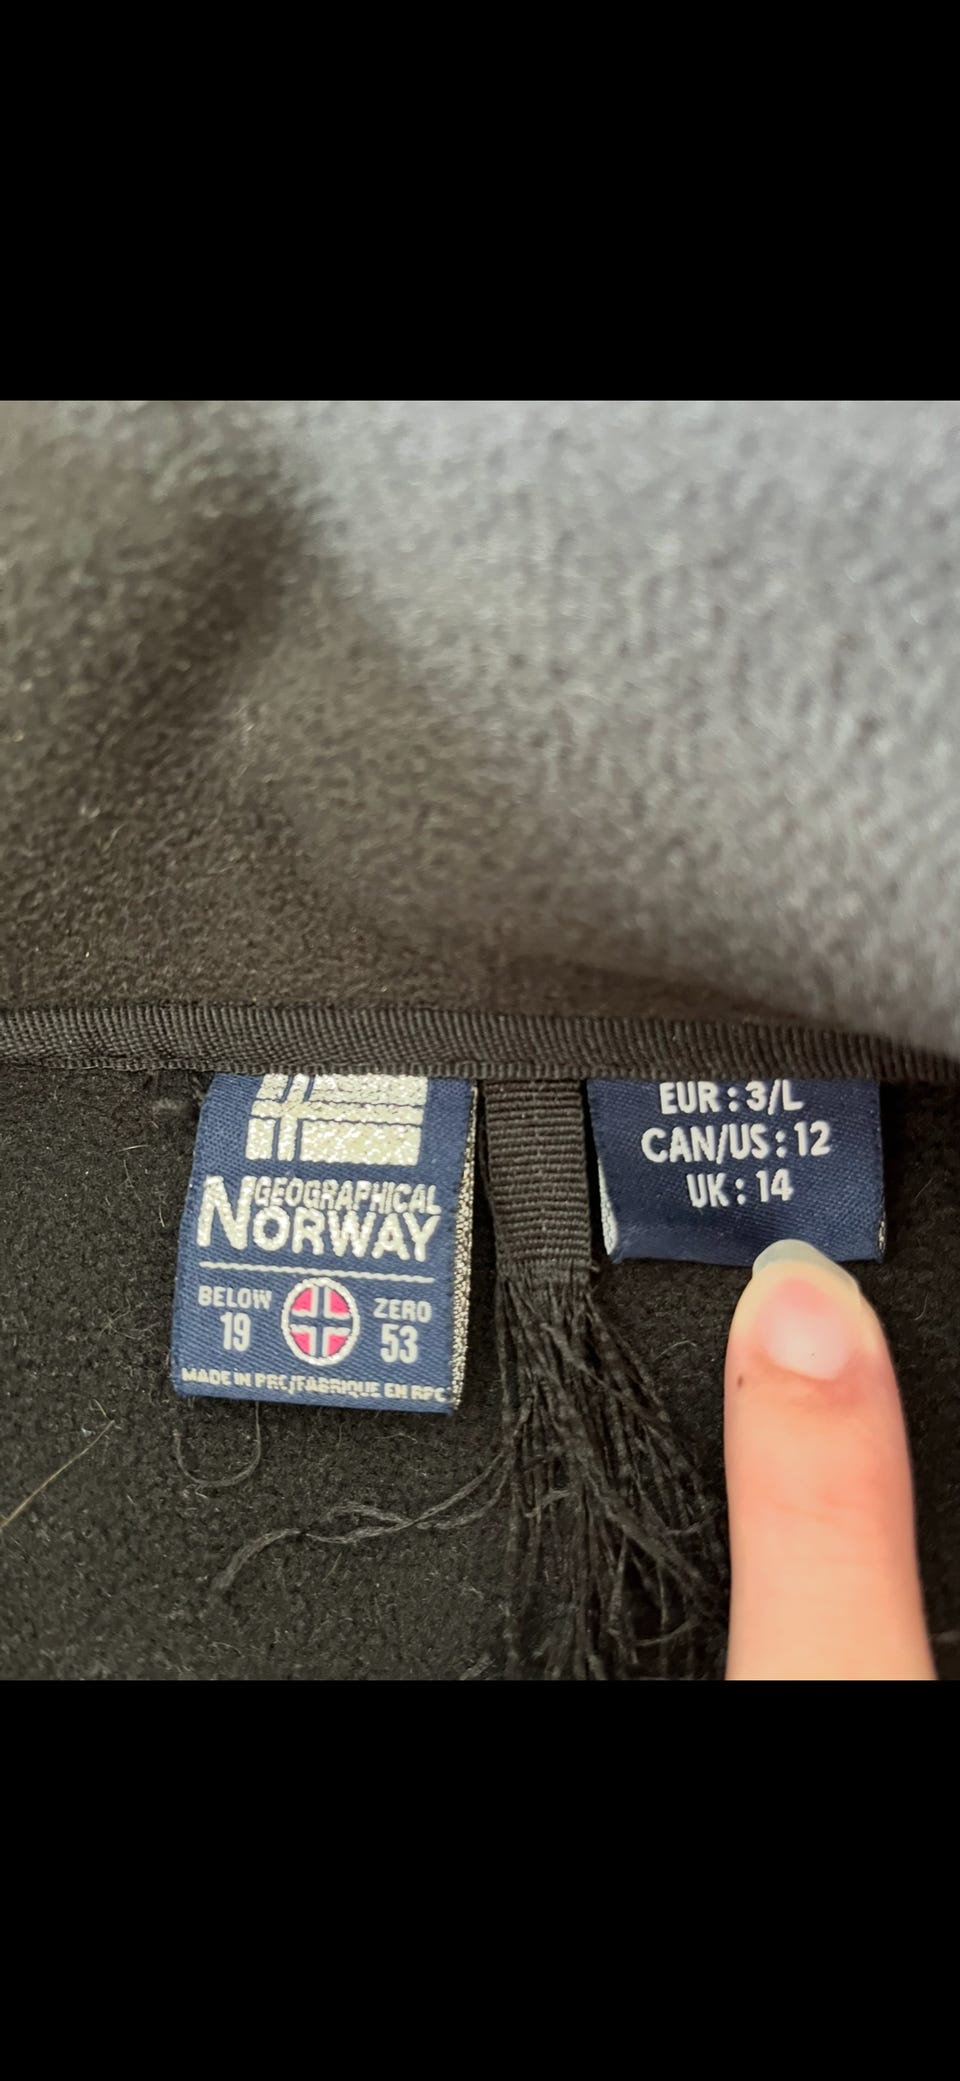 GEOGRAPHICAL
NORWAY
BELOW ZERO
19 53
MADE IN PRC/FABRIQUE EN RPC
EUR : 3/L
CAN/US : 12
UK : 14